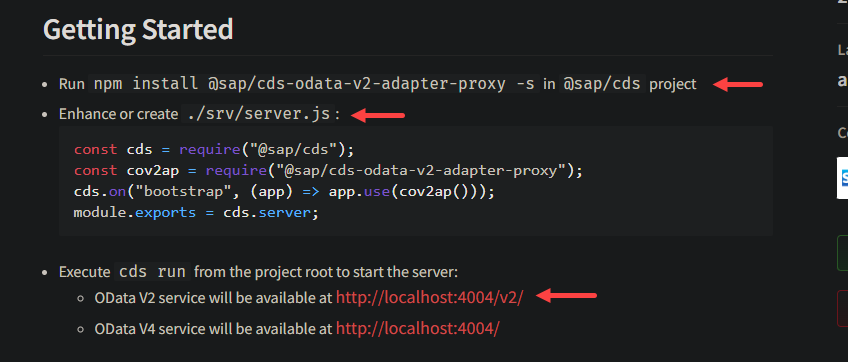 Getting Started
Run npm install @sap/cds-odata-v2-adapter-proxy -s in @sap/cds project
Enhance or create ./srv/server.js:
const cds = require("@sap/cds");
const cov2ap = require("@sap/cds-odata-v2-adapter-proxy");
cds.on("bootstrap", (app) => app.use(cov2ap()));
module.exports = cds.server;
Execute cds run from the project root to start the server:
OData V2 service will be available at http://localhost:4004/v2/
OData V4 service will be available at http://localhost:4004/